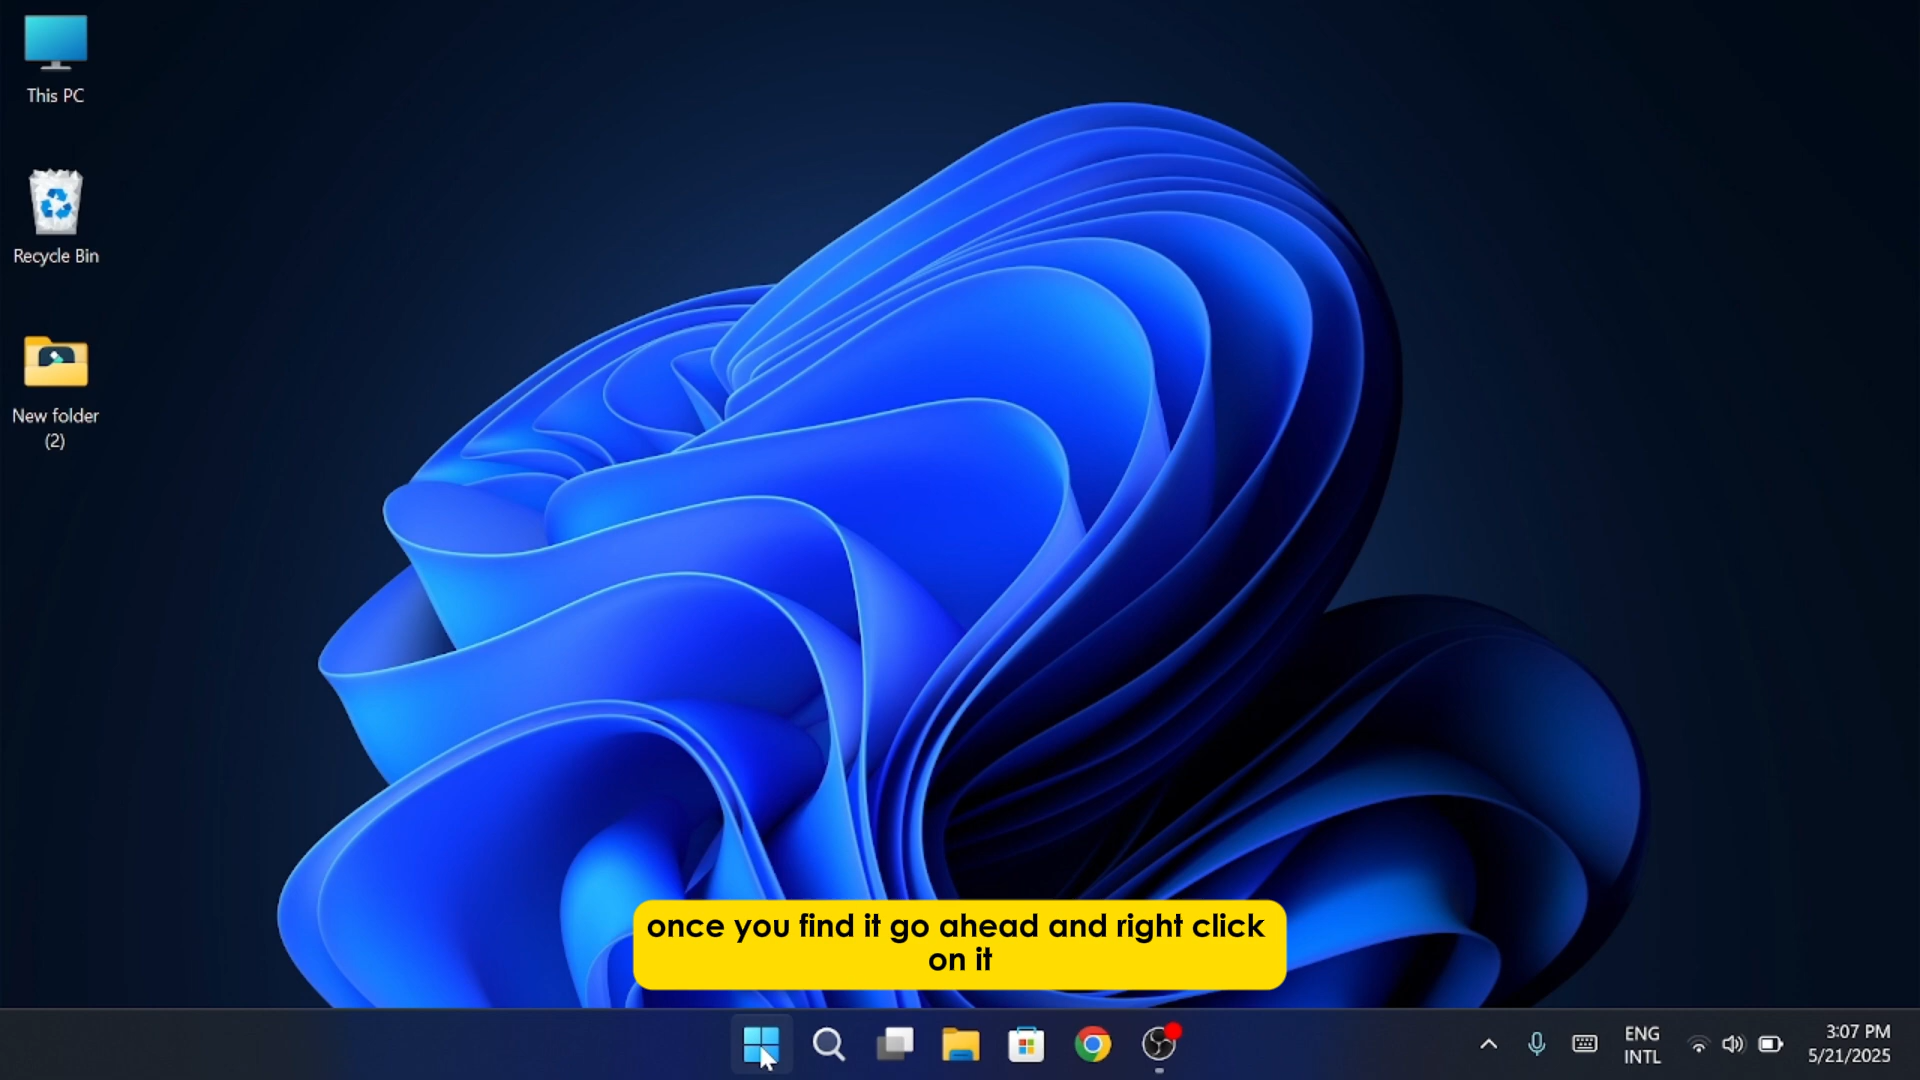 This PC
Recycle Bin
New folder
(2)
once you find it go ahead and right click
on it
ENG
INTL
3:07 PM
5/21/2025